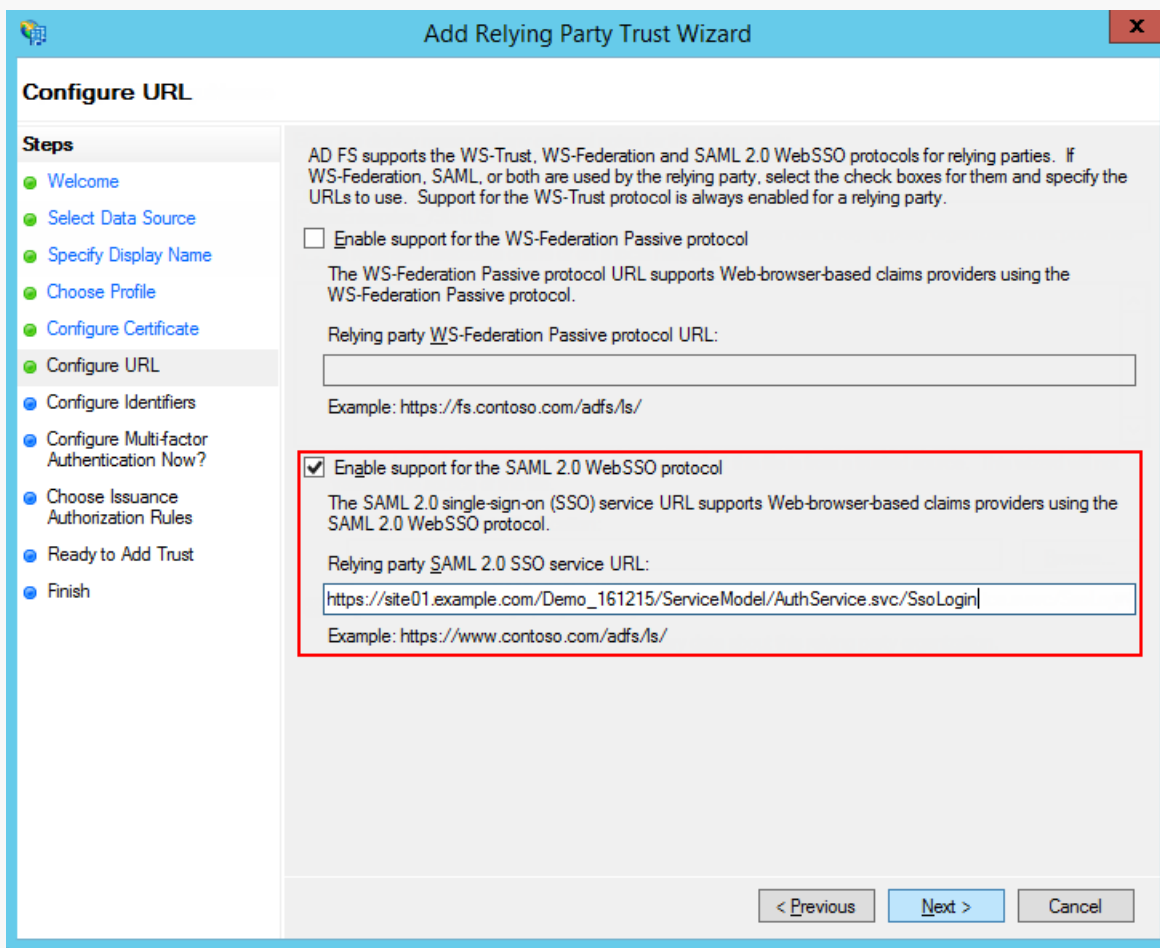 Add Relying Party Trust Wizard
x
Configure URL
Steps
Welcome
Select Data Source
Specify Display Name
Choose Profile
Configure Certificate
Configure URL
Configure Identifiers
Configure Multi-factor
Authentication Now?
Choose Issuance
Authorization Rules
Ready to Add Trust
Finish
AD FS supports the WS-Trust, WS-Federation and SAML 2.0 WebSSO protocols for relying parties. If
WS-Federation, SAML, or both are used by the relying party, select the check boxes for them and specify the
URLs to use. Support for the WS-Trust protocol is always enabled for a relying party.
Enable support for the WS-Federation Passive protocol
The WS-Federation Passive protocol URL supports Web-browser-based claims providers using the
WS-Federation Passive protocol.
Relying party WS-Federation Passive protocol URL:
Example: https://fs.contoso.com/adfs/ls/
Enable support for the SAML 2.0 WebSSO protocol
The SAML 2.0 single-sign-on (SSO) service URL supports Web-browser-based claims providers using the
SAML 2.0 WebSSO protocol.
Relying party SAML 2.0 SSO service URL:
https://site01.example.com/Demo_161215/ServiceModel/AuthService.svc/SsoLogin
Example: https://www.contoso.com/adfs/ls/
< Previous
Next >
Cancel